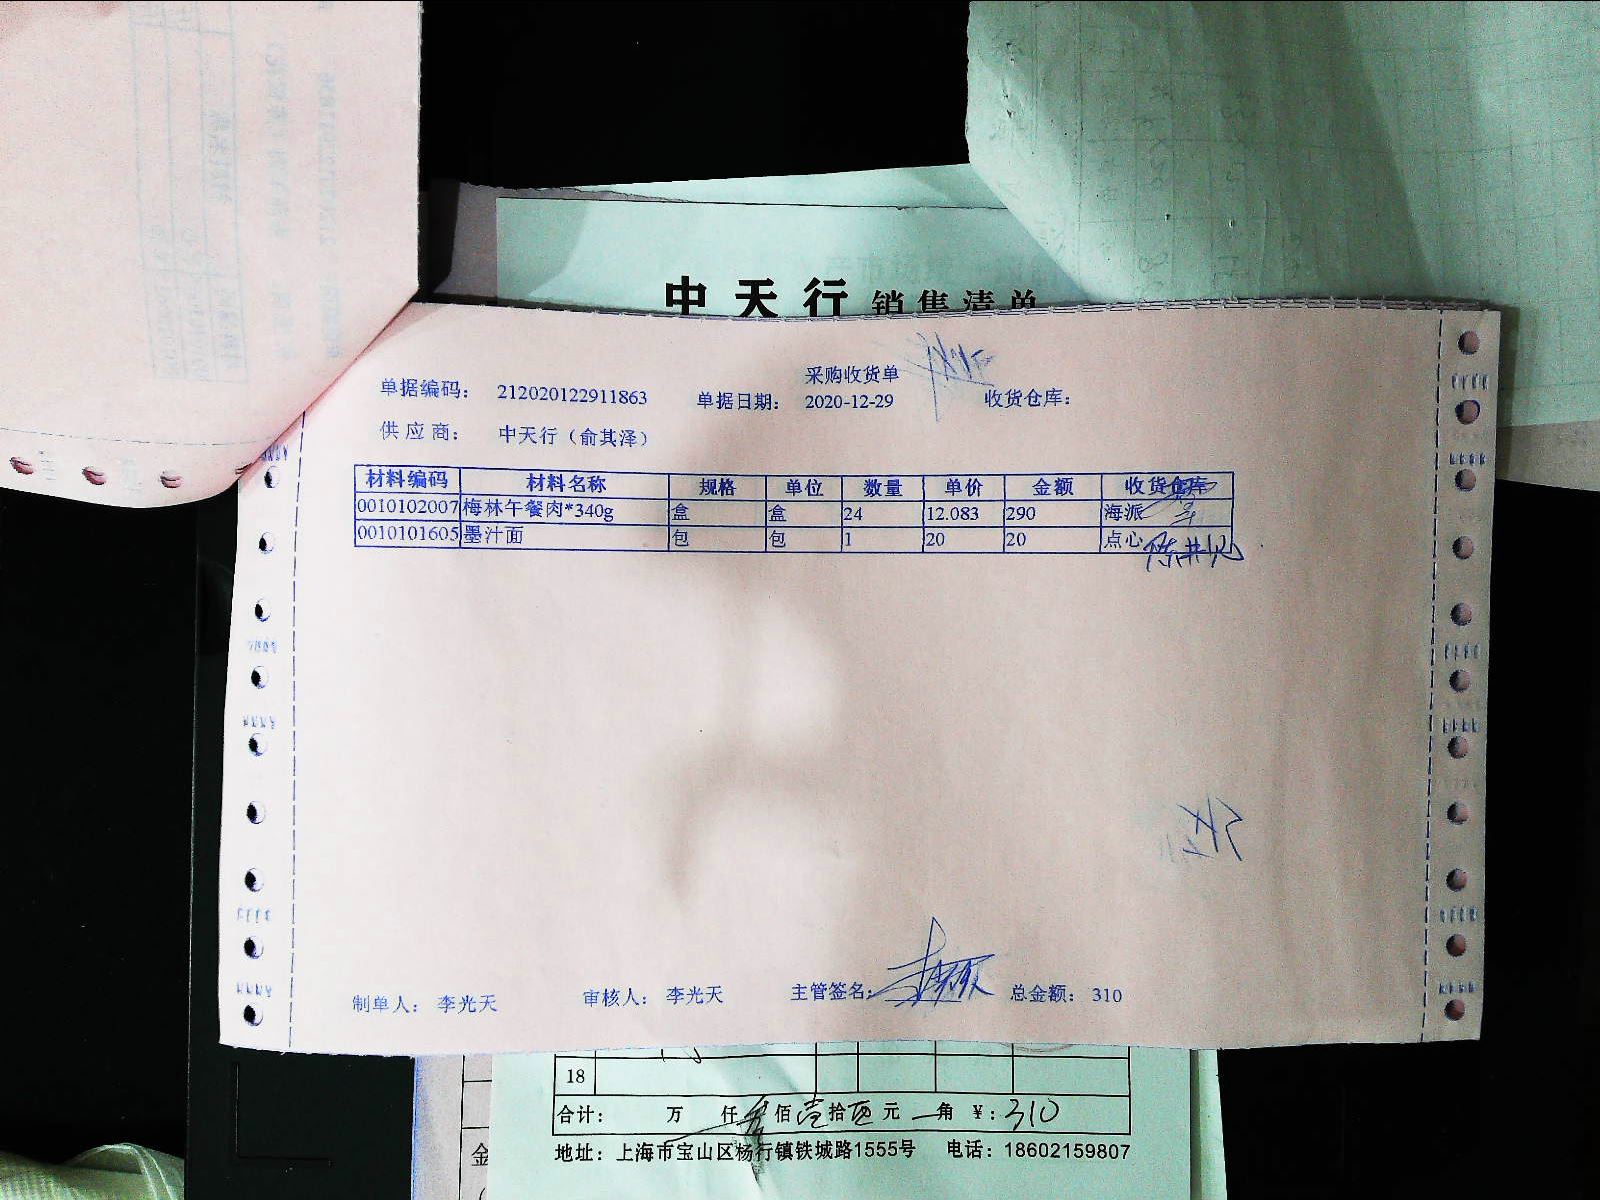 中天行 销售清单
采购收货单
单据编码： 212020122911863 单据日期： 2020-12-29 收货仓库：
供应商： 中天行（俞其泽）
材料编码 材料名称 规格 单位 数量 单价 金额 收货仓库
0010102007 梅林午餐肉*340g 盒 盒 24 12.083 290 海派
0010101605 墨汁面 包 包 1 20 20 点心
制单人： 李光天 审核人： 李光天 主管签名： 总金额： 310
18
合计： 万 仟 佰 壹拾 元 角 ¥：310
金
地址：上海市宝山区杨行镇铁城路1555号 电话：18602159807